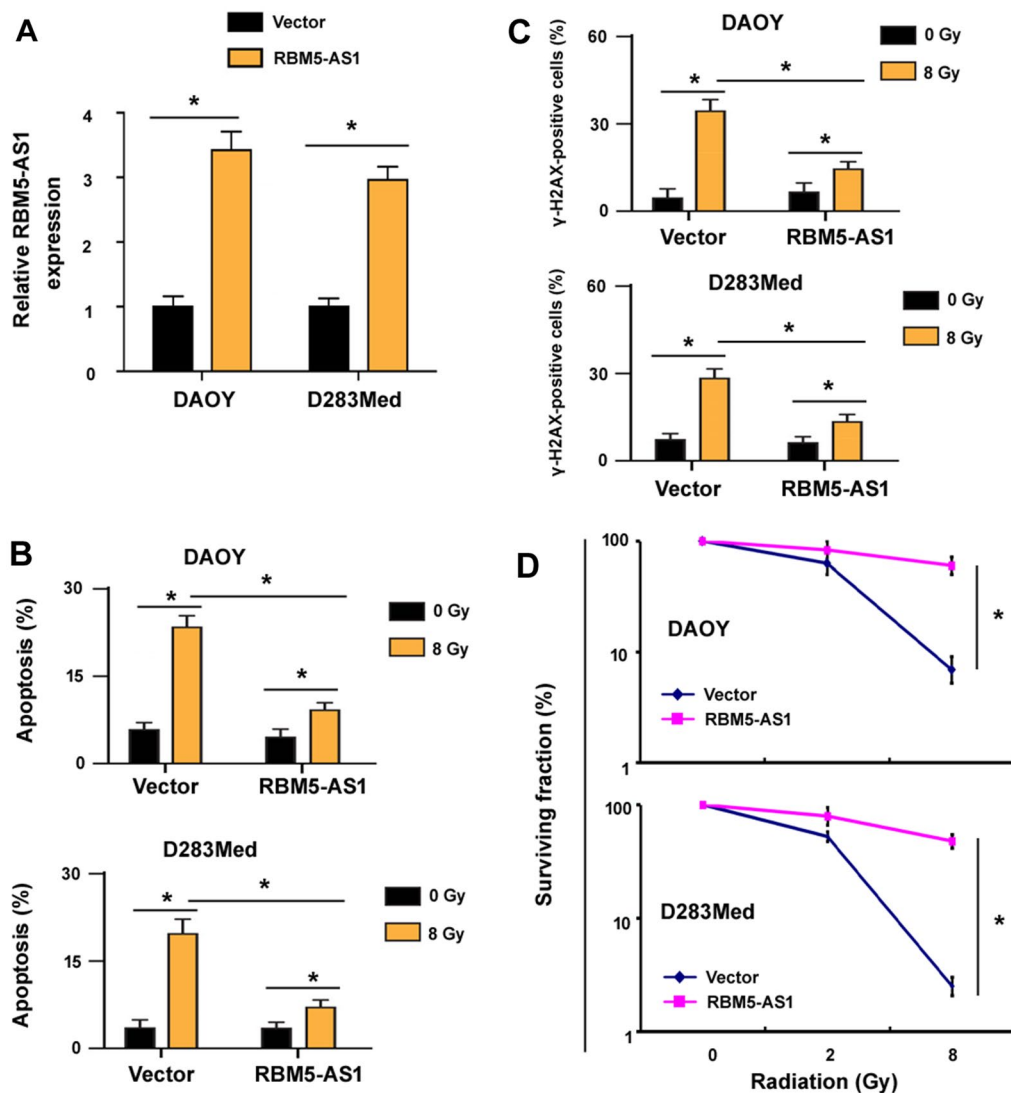 A
Vector
RBM5-AS1
Relative RBM5-AS1
expression
4
3
2
1
0
*
*
DAOY
D283Med
B
DAOY
Apoptosis (%)
30
15
0
*
*
*
0 Gy
8 Gy
Vector
RBM5-AS1
D283Med
Apoptosis (%)
30
15
0
*
*
*
0 Gy
8 Gy
Vector
RBM5-AS1
C
DAOY
γ-H2AX-positive cells (%)
60
30
0
*
*
*
0 Gy
8 Gy
Vector
RBM5-AS1
D283Med
γ-H2AX-positive cells (%)
60
30
0
*
*
*
0 Gy
8 Gy
Vector
RBM5-AS1
D
Surviving fraction (%)
100
10
1
DAOY
Vector
RBM5-AS1
*
100
10
1
D283Med
Vector
RBM5-AS1
*
0
2
8
Radiation (Gy)